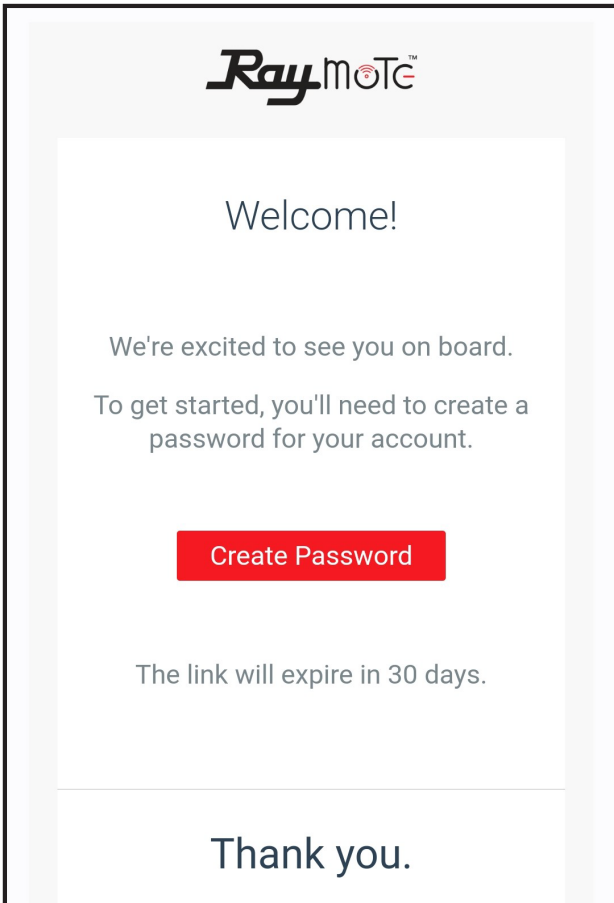 Raymote™
Welcome!
We're excited to see you on board.
To get started, you'll need to create a
password for your account.
Create Password
The link will expire in 30 days.
Thank you.